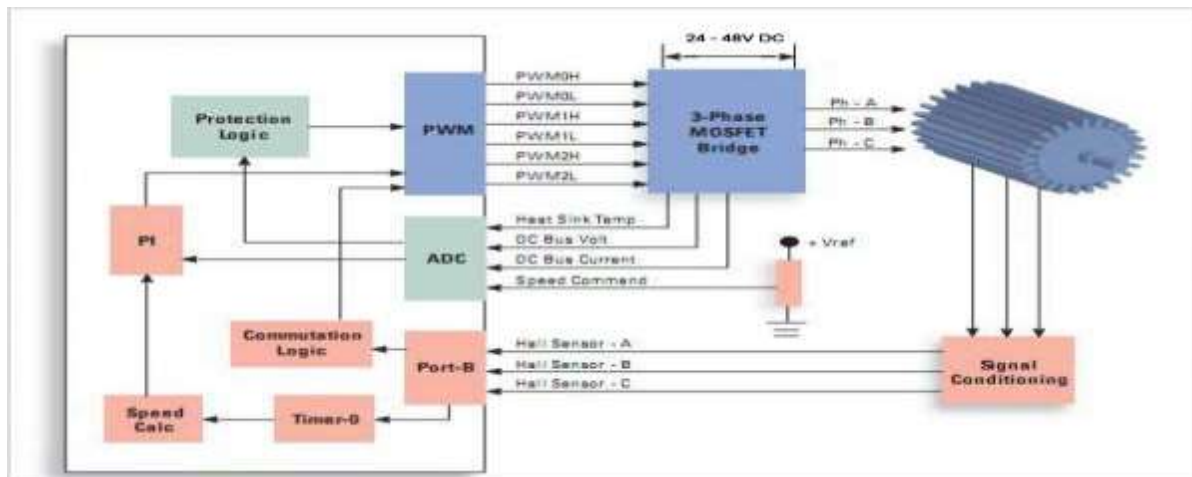 24 - 48V DC
PWM0H
PWM0L
PWM1H
PWM1L
PWM2H
PWM2L
Protection
Logic
PWM
3-Phase
MOSFET
Bridge
Ph - A
Ph - B
Ph - C
PI
ADC
Heat Sink Temp
DC Bus Volt
DC Bus Current
Speed Command
+ Vref
Commutation
Logic
Port-B
Hall Sensor - A
Hall Sensor - B
Hall Sensor - C
Signal
Conditioning
Speed
Calc
Timer-0